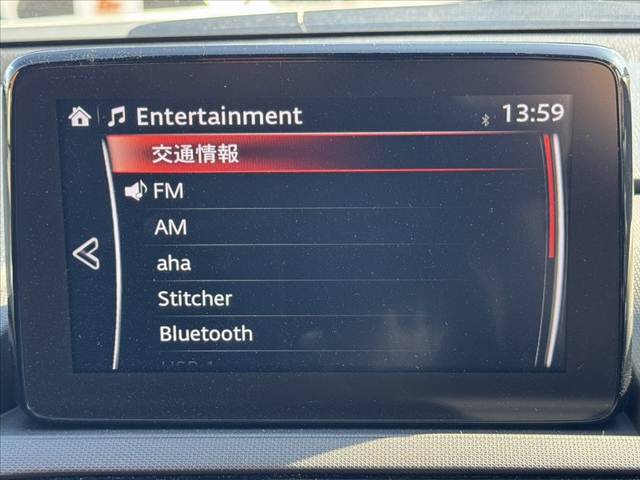 Entertainment 13:59
交通情報
FM
AM
aha
Stitcher
Bluetooth